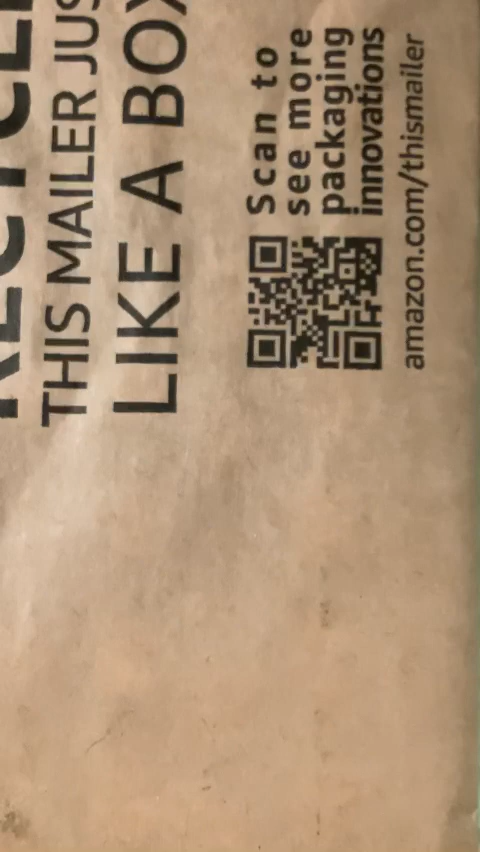 THIS MAILER JUS
LIKE A BOX
Scan to
see more
packaging
innovations
amazon.com/thismailer